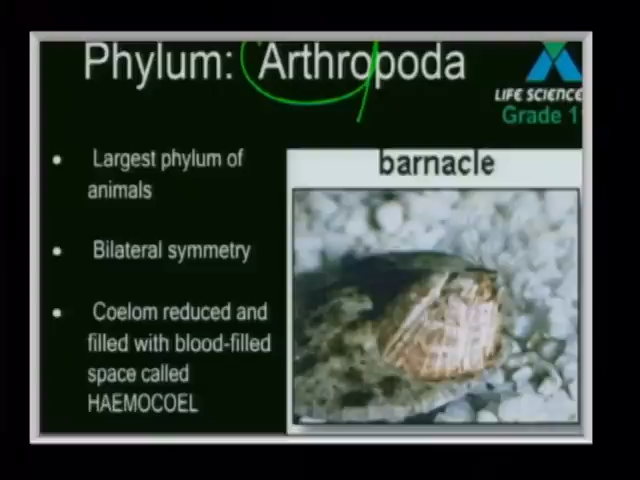 Phylum: Arthropoda
LIFE SCIENCE
Grade 1
Largest phylum of
animals
barnacle
Bilateral symmetry
Coelom reduced and
filled with blood-filled
space called
HAEMOCOEL